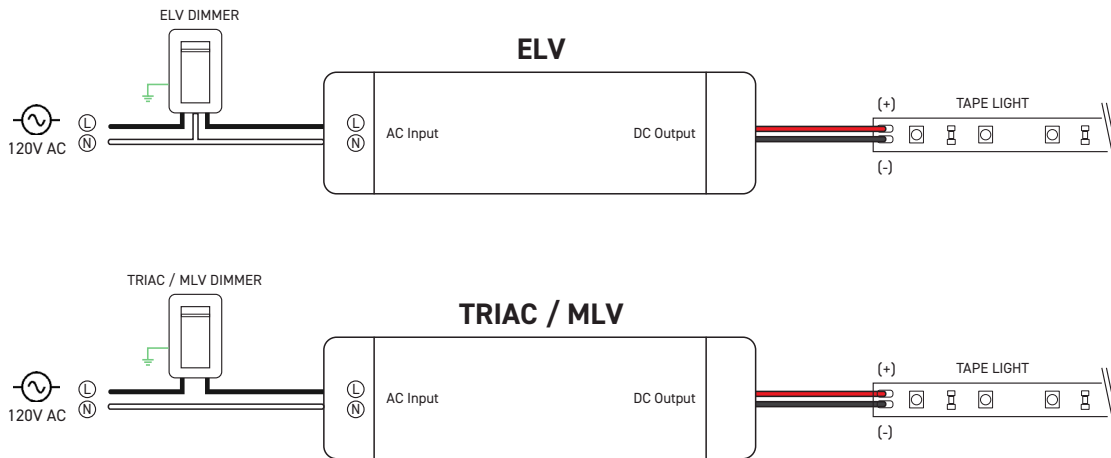 ELV DIMMER
ELV
(+)
TAPE LIGHT
L
L
AC Input
DC Output
120V AC
N
N
(-)
TRIAC / MLV DIMMER
TRIAC / MLV
(+)
TAPE LIGHT
L
L
AC Input
DC Output
120V AC
N
N
(-)